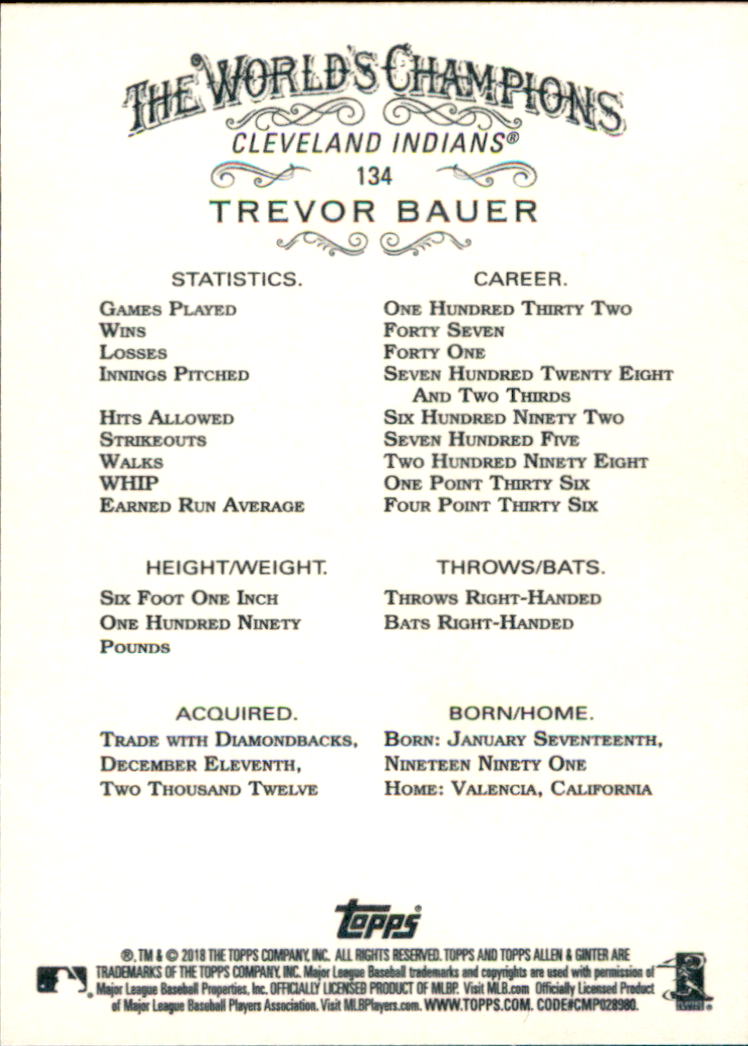 THE WORLD'S CHAMPIONS
CLEVELAND INDIANS®
134
TREVOR BAUER
STATISTICS. CAREER.
GAMES PLAYED ONE HUNDRED THIRTY TWO
WINS FORTY SEVEN
LOSSES FORTY ONE
INNINGS PITCHED SEVEN HUNDRED TWENTY EIGHT
AND TWO THIRDS
HITS ALLOWED SIX HUNDRED NINETY TWO
STRIKEOUTS SEVEN HUNDRED FIVE
WALKS TWO HUNDRED NINETY EIGHT
WHIP ONE POINT THIRTY SIX
EARNED RUN AVERAGE FOUR POINT THIRTY SIX
HEIGHT/WEIGHT. THROWS/BATS.
SIX FOOT ONE INCH THROWS RIGHT-HANDED
ONE HUNDRED NINETY BATS RIGHT-HANDED
POUNDS
ACQUIRED. BORN/HOME.
TRADE WITH DIAMONDBACKS, BORN: JANUARY SEVENTEENTH,
DECEMBER ELEVENTH, NINETEEN NINETY ONE
TWO THOUSAND TWELVE HOME: VALENCIA, CALIFORNIA
Topps®
®, TM & © 2018 THE TOPPS COMPANY, INC. ALL RIGHTS RESERVED. TOPPS AND TOPPS ALLEN & GINTER ARE
TRADEMARKS OF THE TOPPS COMPANY, INC. Major League Baseball trademarks and copyrights are used with permission of
Major League Baseball Properties, Inc. OFFICIALLY LICENSED PRODUCT OF MLBP. Visit MLB.com Officially Licensed Product
of Major League Baseball Players Association. Visit MLBPlayers.com. WWW.TOPPS.COM. CODE#CMP028980.